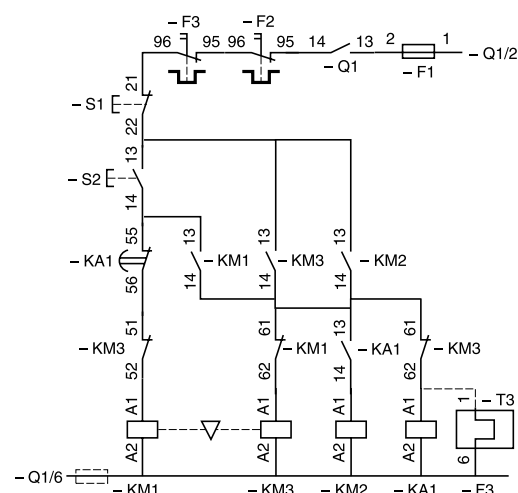 – F3 – F2
96 95 96 95 14 13 2 1 – Q1/2
– Q1 – F1
21
– S1
22
13
– S2
14
55 13 13 13
– KA1 – KM1 – KM3 – KM2
56 14 14 14
51 61 13 61
– KM3 – KM1 – KA1 – KM3
52 62 14 62
1 – T3
A1 A1 A1 A1
A2 A2 A2 A2 6
– Q1/6
– KM1 – KM3 – KM2 – KA1 – F3